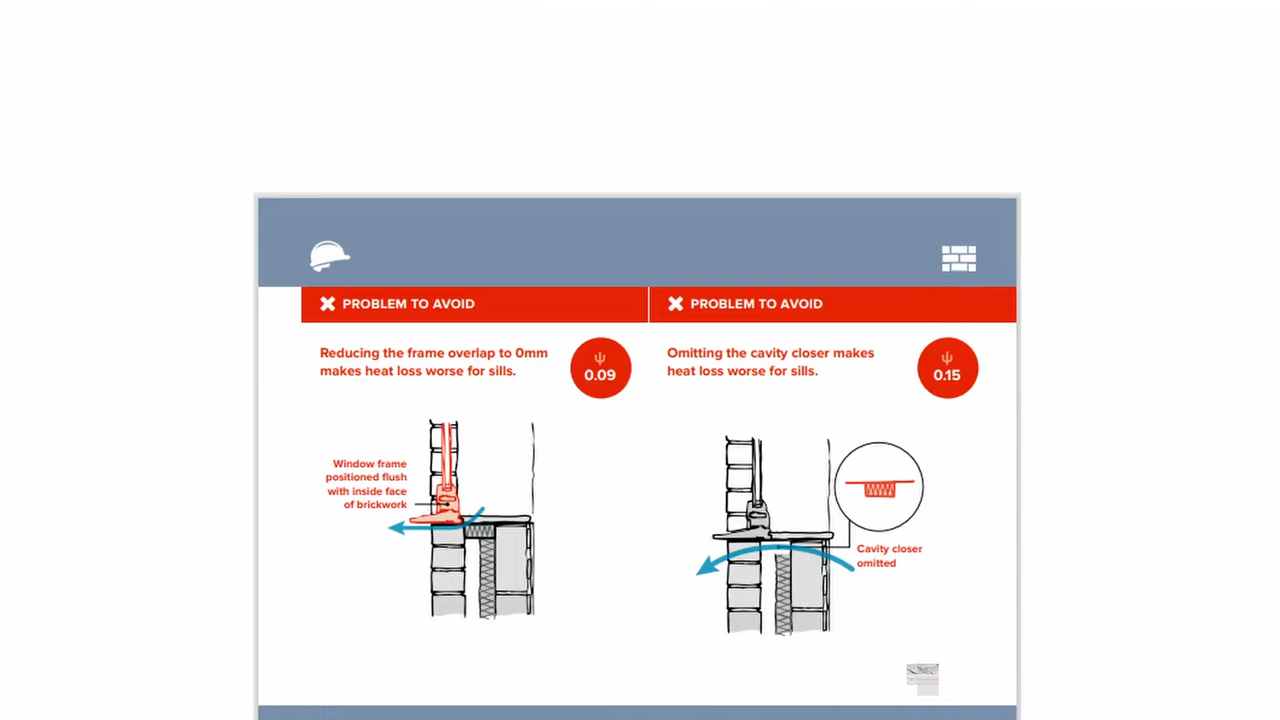 PROBLEM TO AVOID
PROBLEM TO AVOID
Reducing the frame overlap to 0mm
makes heat loss worse for sills.
ψ
0.09
Omitting the cavity closer makes
heat loss worse for sills.
ψ
0.15
Window frame
positioned flush
with inside face
of brickwork
Cavity closer
omitted